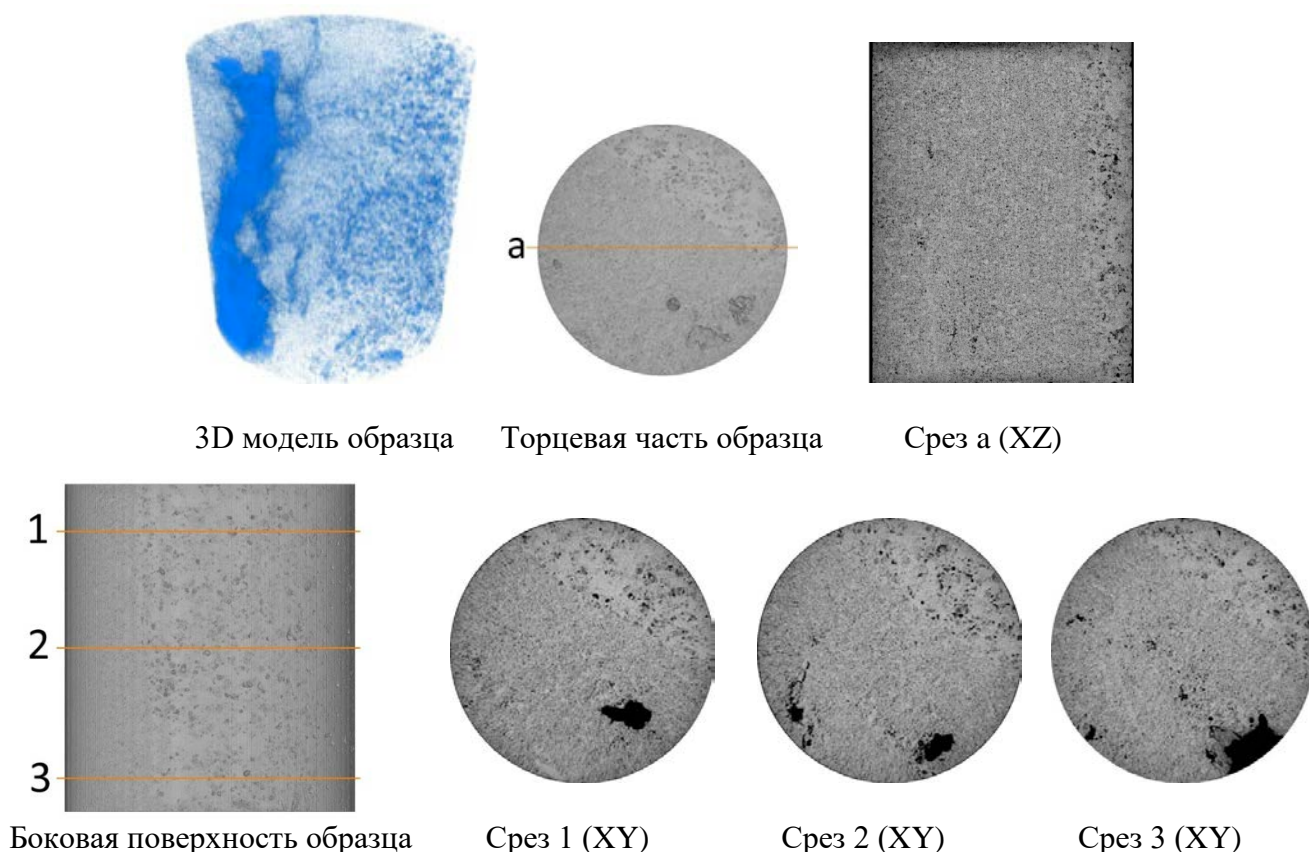 a
3D модель образца Торцевая часть образца Срез а (XZ)
1
2
3
Боковая поверхность образца Срез 1 (XY) Срез 2 (XY) Срез 3 (XY)